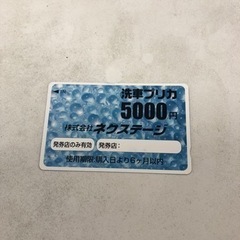 洗車プリカ
5000円
株式会社ネクステージ
発券店のみ有効 発券店：
使用期限：購入日より6ヶ月以内